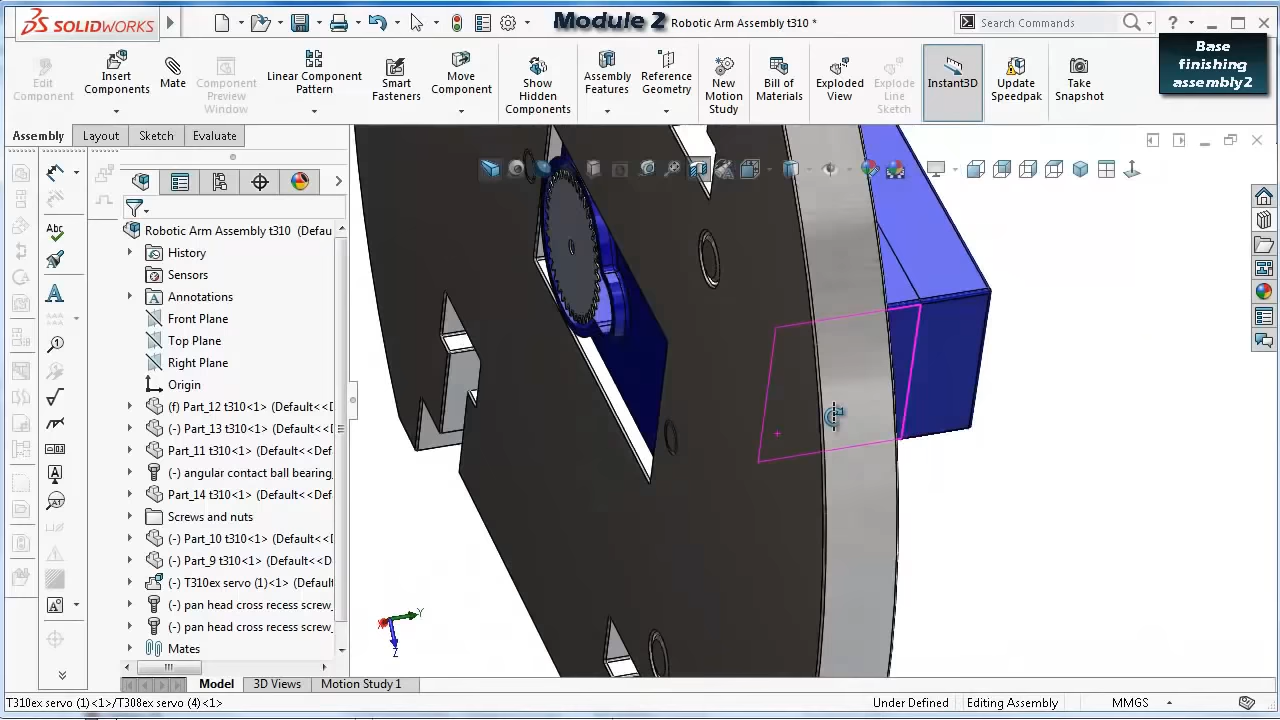 SOLIDWORKS
Module 2
Robotic Arm Assembly t310 *
Search Commands
?
Base
finishing
assembly2
Edit
Component
Insert
Components
Mate
Component
Preview
Window
Linear Component
Pattern
Smart
Fasteners
Move
Component
Show
Hidden
Components
Assembly
Features
Reference
Geometry
New
Motion
Study
Bill of
Materials
Exploded
View
Explode
Line
Sketch
Instant3D
Update
Speedpak
Take
Snapshot
Assembly
Layout
Sketch
Evaluate
Robotic Arm Assembly t310 (Defau
History
Sensors
Annotations
Front Plane
Top Plane
Right Plane
Origin
(f) Part_12 t310<1> (Default<<D
(-) Part_13 t310<1> (Default<<D
Part_11 t310<1> (Default<<Def
(-) angular contact ball bearing_
Part_14 t310<1> (Default<<Def
Screws and nuts
(-) Part_10 t310<1> (Default<<D
(-) Part_9 t310<1> (Default<<D
(-) T310ex servo (1)<1> (Default
(-) pan head cross recess screw_
(-) pan head cross recess screw_
Mates
Y
Z
Model
3D Views
Motion Study 1
T310ex servo (1)<1>/T308ex servo (4)<1>
Under Defined
Editing Assembly
MMGS